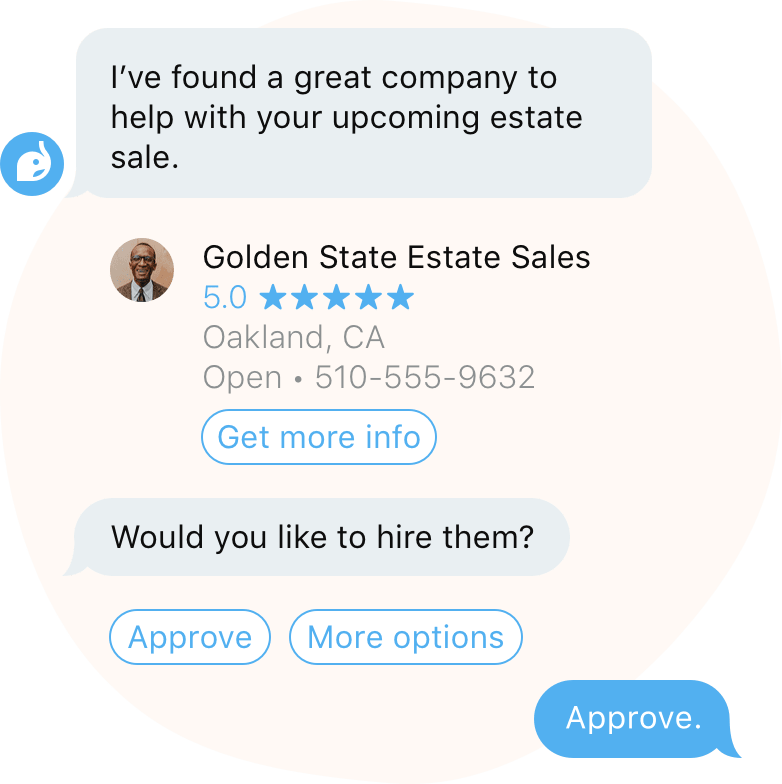 I’ve found a great company to
help with your upcoming estate
sale.
Golden State Estate Sales
5.0 ★★★★★
Oakland, CA
Open • 510-555-9632
Get more info
Would you like to hire them?
Approve
More options
Approve.